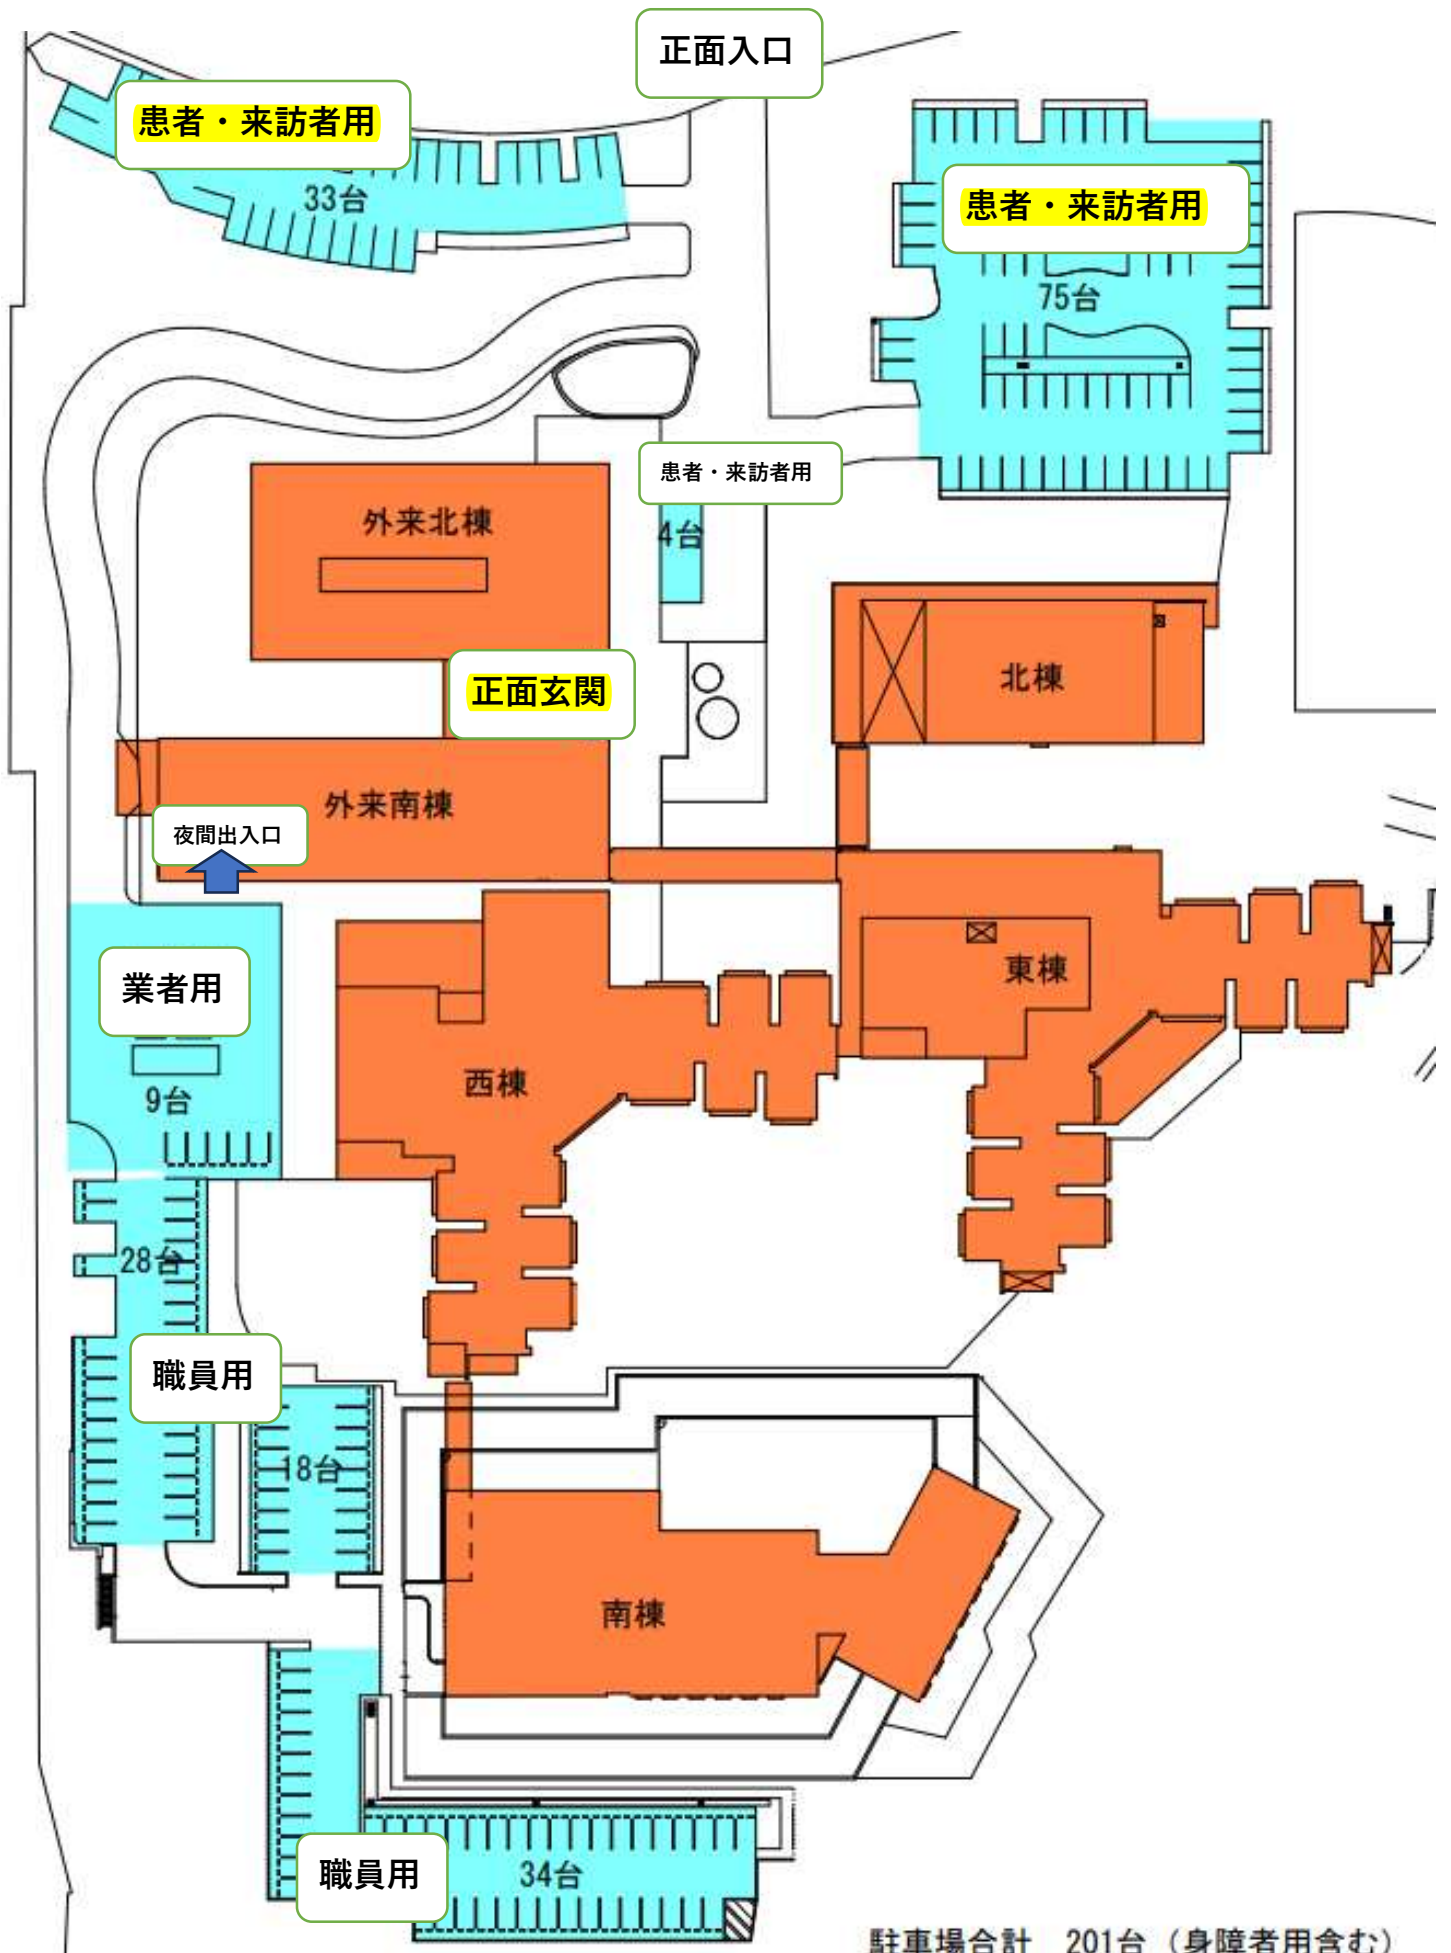 正面入口
患者・来訪者用
33台
患者・来訪者用
75台
患者・来訪者用
4台
外来北棟
正面玄関
北棟
外来南棟
夜間出入口
業者用
9台
東棟
西棟
28台
職員用
18台
南棟
職員用
34台
駐車場合計 201台（身障者用含む）